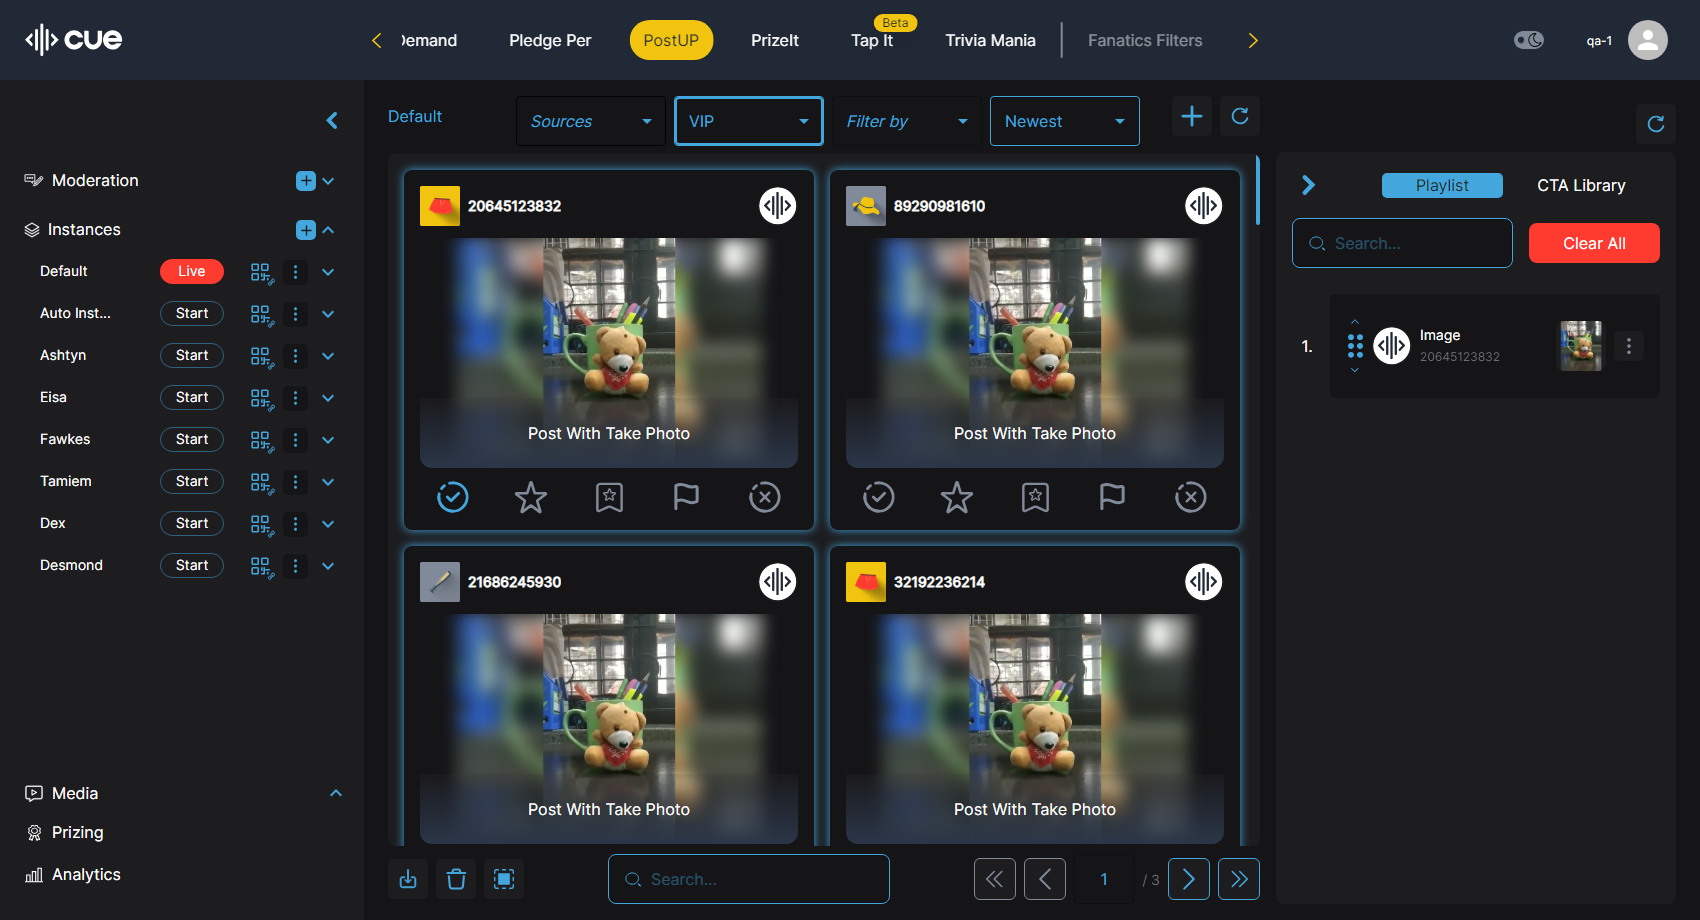 cue
Demand
Pledge Per
PostUP
PrizeIt
Beta
Tap It
Trivia Mania
Fanatics Filters
qa-1
Moderation
Instances
Default
Live
Auto Inst...
Start
Ashtyn
Start
Eisa
Start
Fawkes
Start
Tamiem
Start
Dex
Start
Desmond
Start
Media
Prizing
Analytics
Default
Sources
VIP
Filter by
Newest
20645123832
Post With Take Photo
89290981610
Post With Take Photo
21686245930
Post With Take Photo
32192236214
Post With Take Photo
Search...
1
/ 3
Playlist
CTA Library
Search...
Clear All
1.
Image
20645123832